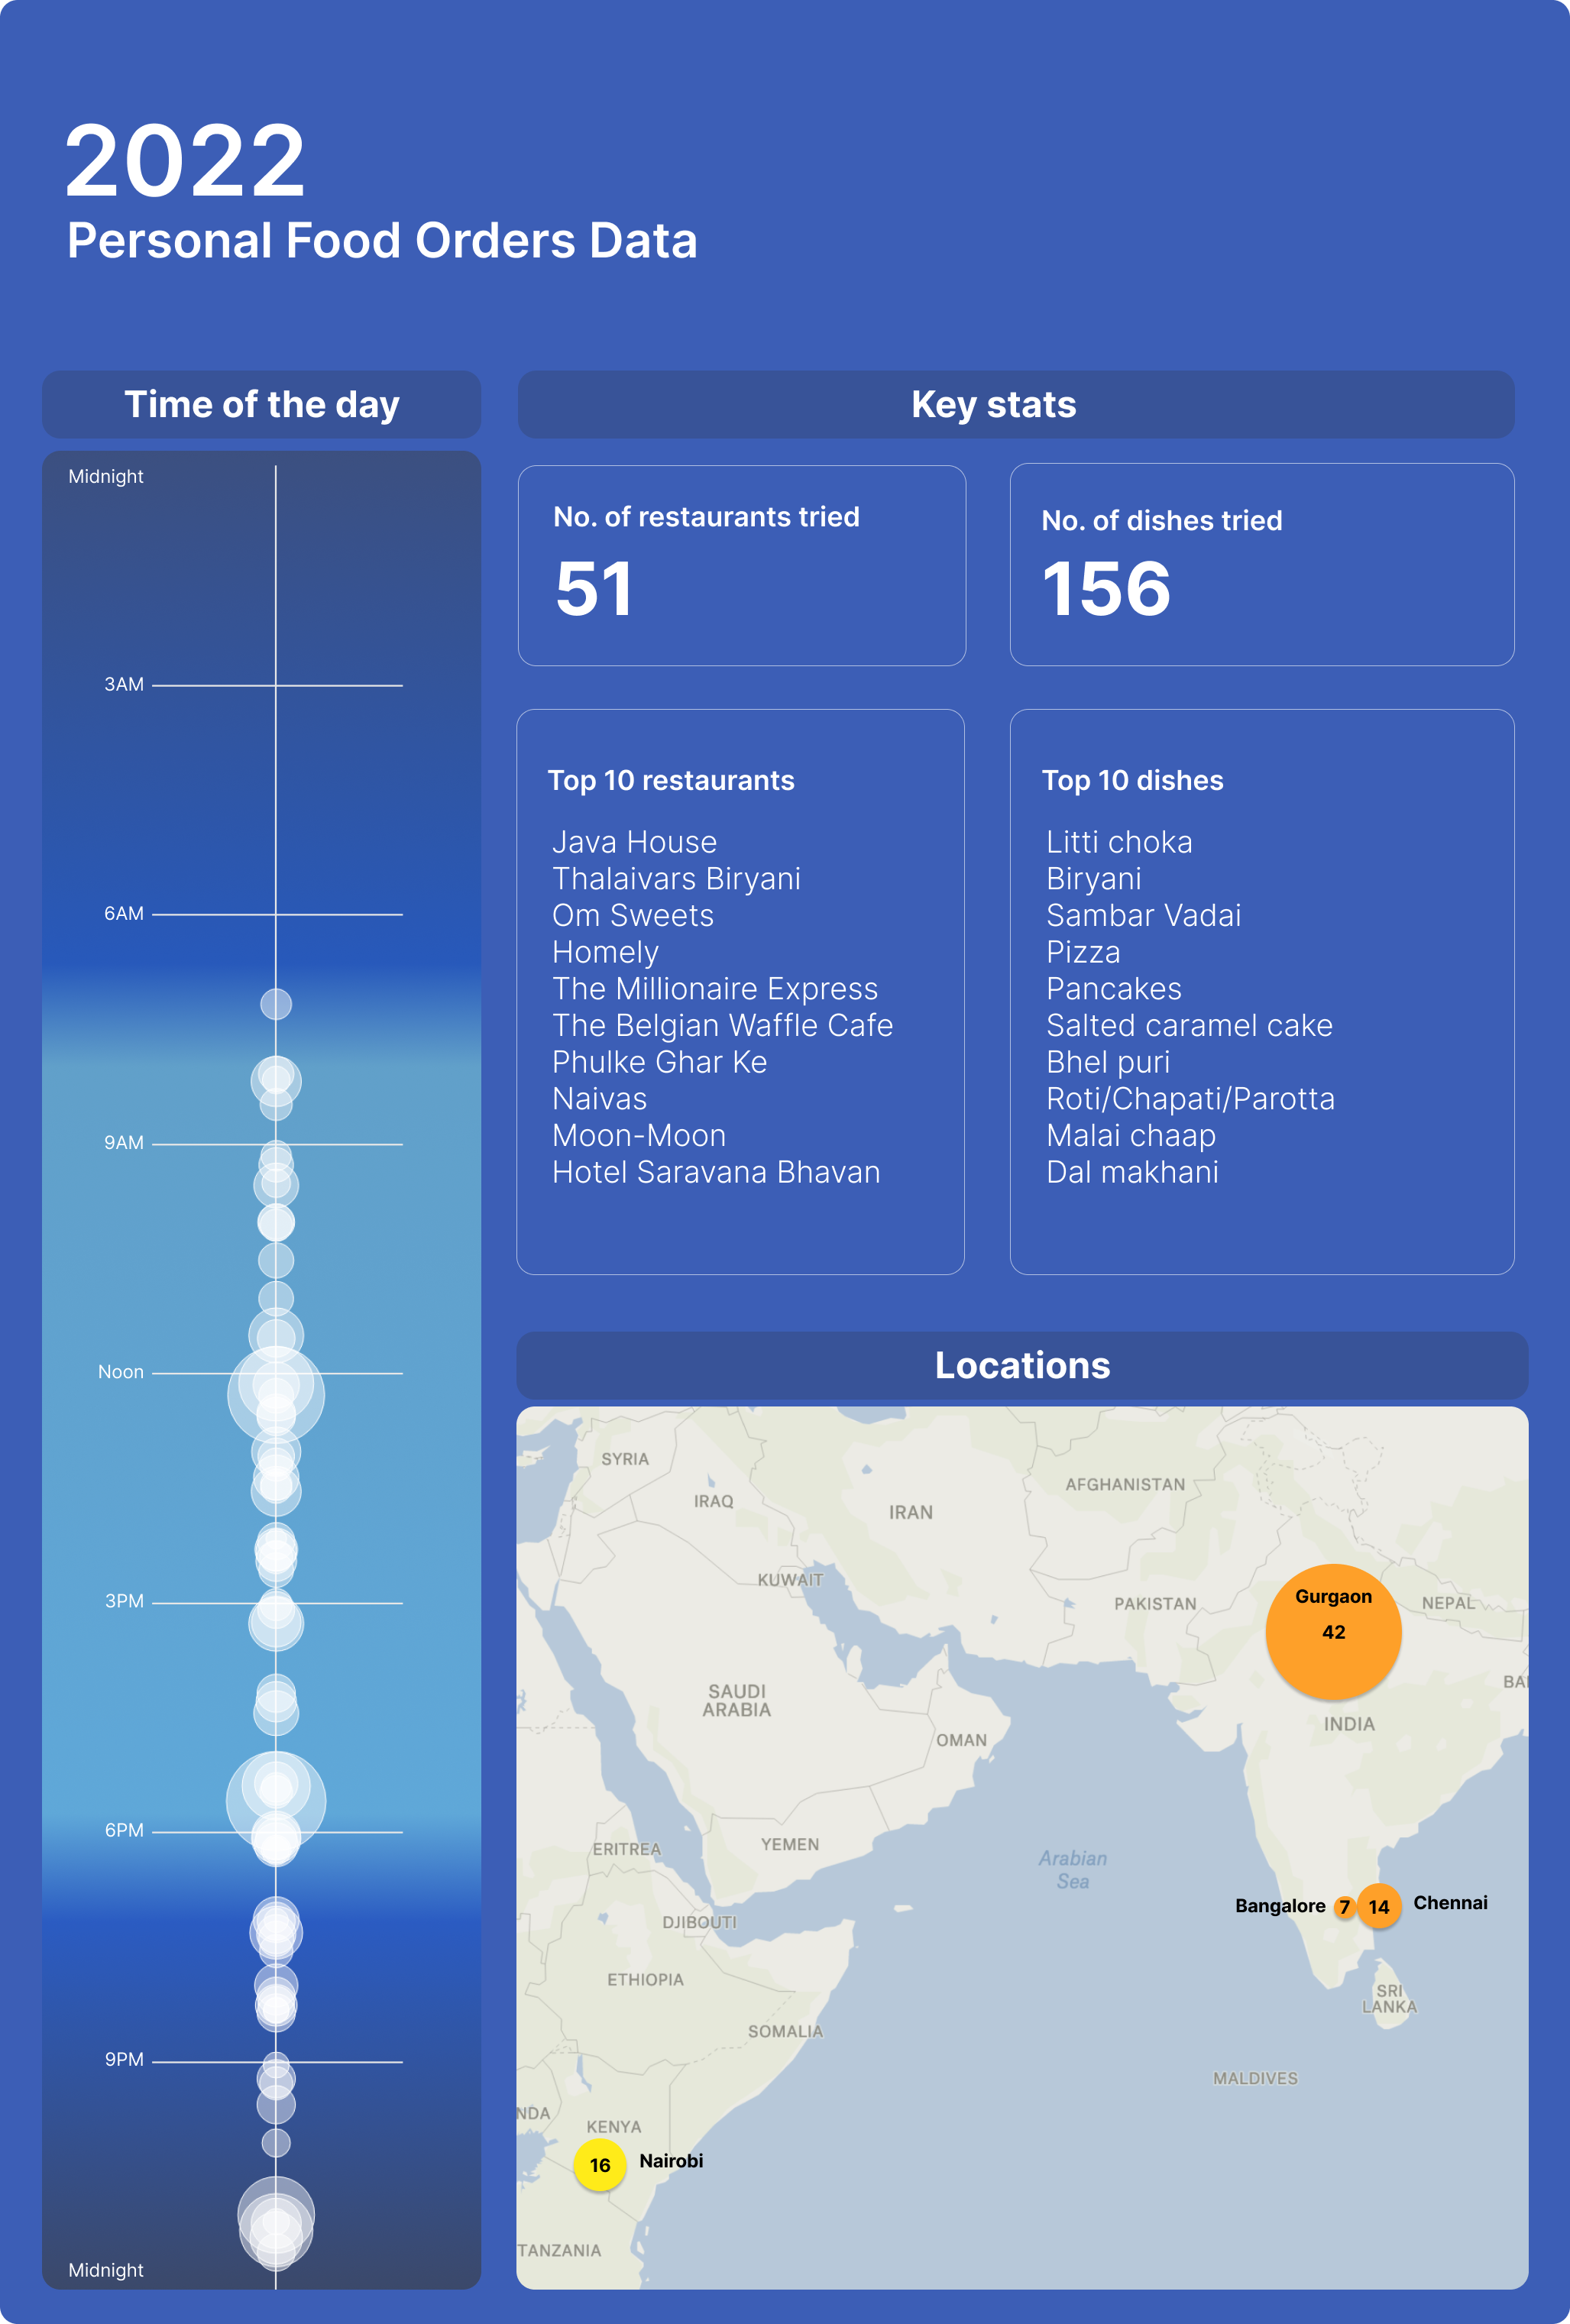 2022
Personal Food Orders Data
Time of the day
Midnight
3AM
6AM
9AM
Noon
3PM
6PM
9PM
Midnight
Key stats
No. of restaurants tried
51
No. of dishes tried
156
Top 10 restaurants
Java House
Thalaivars Biryani
Om Sweets
Homely
The Millionaire Express
The Belgian Waffle Cafe
Phulke Ghar Ke
Naivas
Moon-Moon
Hotel Saravana Bhavan
Top 10 dishes
Litti choka
Biryani
Sambar Vadai
Pizza
Pancakes
Salted caramel cake
Bhel puri
Roti/Chapati/Parotta
Malai chaap
Dal makhani
Locations
SYRIA
AFGHANISTAN
IRAQ
IRAN
KUWAIT
PAKISTAN
Gurgaon
42
NEPAL
BA
SAUDI
ARABIA
OMAN
INDIA
ERITREA
YEMEN
Arabian
Sea
Bangalore 7 14 Chennai
DJIBOUTI
ETHIOPIA
SOMALIA
SRI
LANKA
MALDIVES
NDA
KENYA
16 Nairobi
TANZANIA